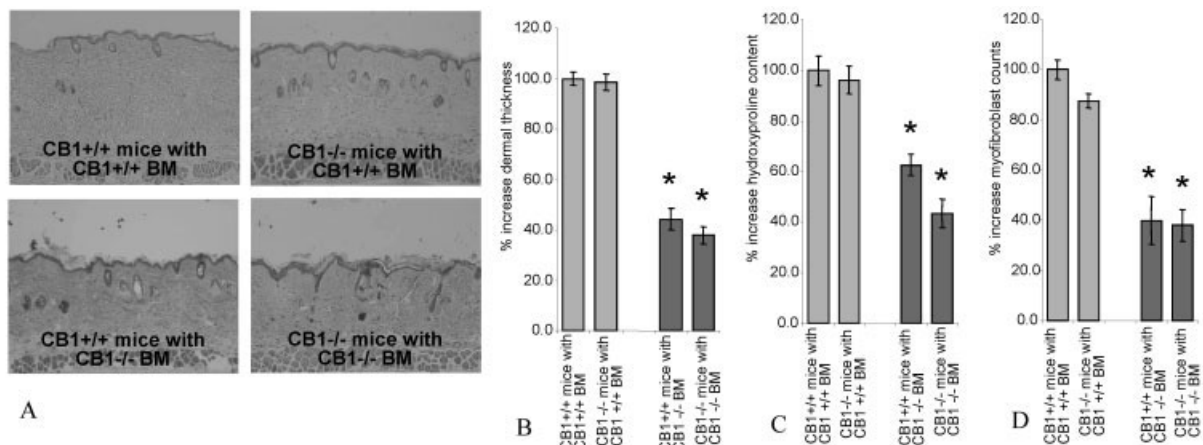 CB1+/+ mice with
CB1+/+ BM
CB1-/- mice with
CB1+/+ BM
CB1+/+ mice with
CB1-/- BM
CB1-/- mice with
CB1-/- BM
A
% increase dermal thickness
120.0
100.0
80.0
60.0
40.0
20.0
0.0
*
*
CB1+/+ mice with
CB1 +/+ BM
CB1 -/- mice with
CB1 +/+ BM
CB1+/+ mice with
CB1 -/- BM
CB1-/- mice with
CB1 -/- BM
B
% increase hydroxyproline content
120.0
100.0
80.0
60.0
40.0
20.0
0.0
*
*
CB1+/+ mice with
CB1 +/+ BM
CB1-/- mice with
CB1 +/+ BM
CB1+/+ mice with
CB1 -/- BM
CB1 -/- mice with
CB1 -/- BM
C
% increase myofibroblast counts
120.0
100.0
80.0
60.0
40.0
20.0
0.0
*
*
CB1+/+ mice with
CB1 +/+ BM
CB1 -/- mice with
CB1 +/+ BM
CB1+/+ mice with
CB1 -/- BM
CB1 -/- mice with
CB1 -/- BM
D